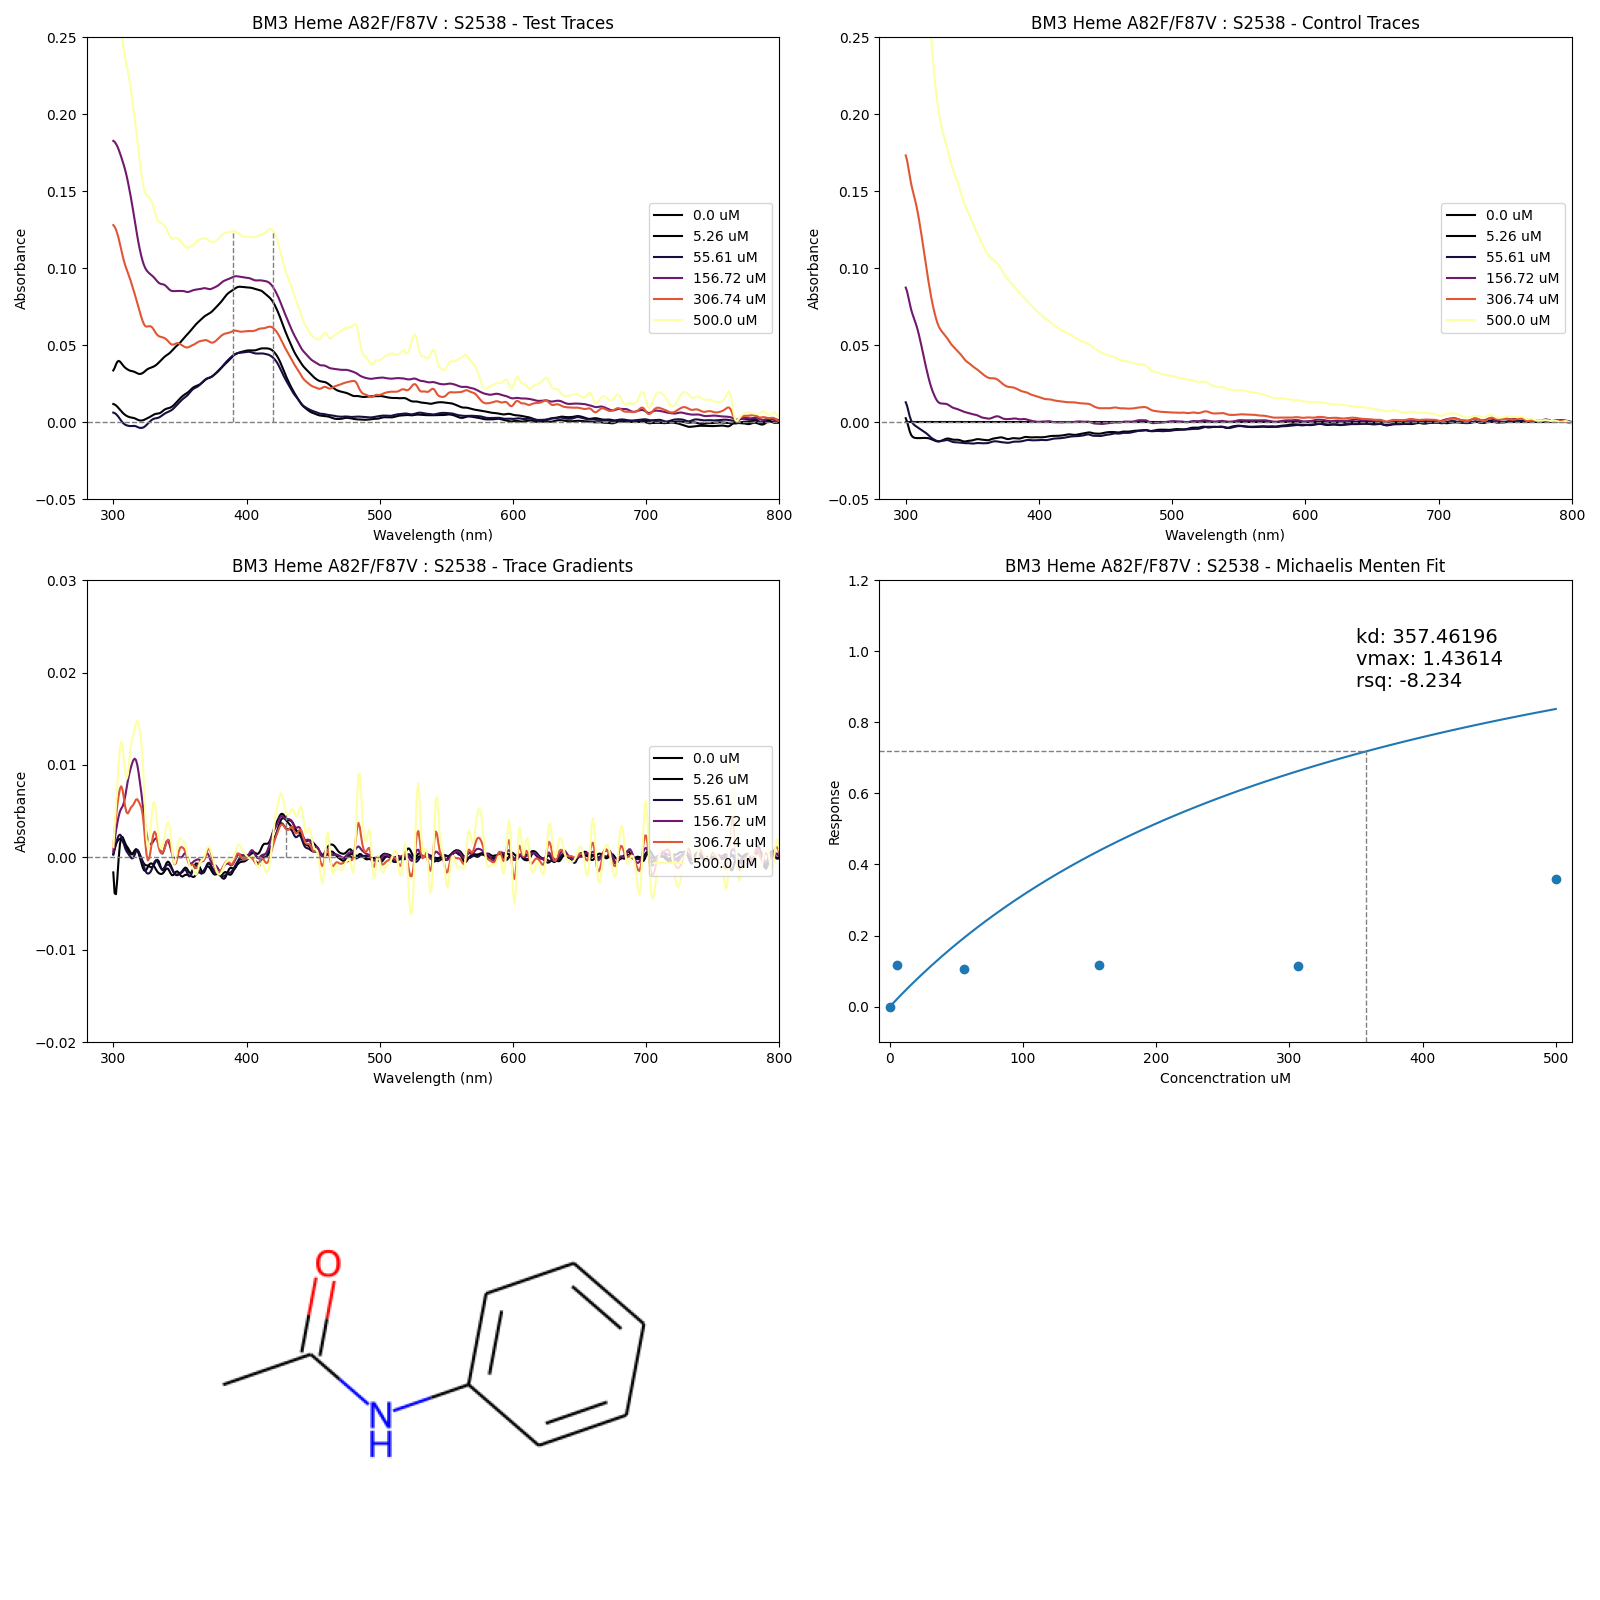 BM3 Heme A82F/F87V : S2538 - Test Traces
0.25
0.20
0.15
0.10
0.05
0.00
−0.05
Absorbance
300 400 500 600 700 800
Wavelength (nm)
0.0 uM
5.26 uM
55.61 uM
156.72 uM
306.74 uM
500.0 uM
BM3 Heme A82F/F87V : S2538 - Control Traces
0.25
0.20
0.15
0.10
0.05
0.00
−0.05
Absorbance
300 400 500 600 700 800
Wavelength (nm)
0.0 uM
5.26 uM
55.61 uM
156.72 uM
306.74 uM
500.0 uM
BM3 Heme A82F/F87V : S2538 - Trace Gradients
0.03
0.02
0.01
0.00
−0.01
−0.02
Absorbance
300 400 500 600 700 800
Wavelength (nm)
0.0 uM
5.26 uM
55.61 uM
156.72 uM
306.74 uM
500.0 uM
BM3 Heme A82F/F87V : S2538 - Michaelis Menten Fit
1.2
1.0
0.8
0.6
0.4
0.2
0.0
Response
kd: 357.46196
vmax: 1.43614
rsq: -8.234
0 100 200 300 400 500
Concenctration uM
O
N
H